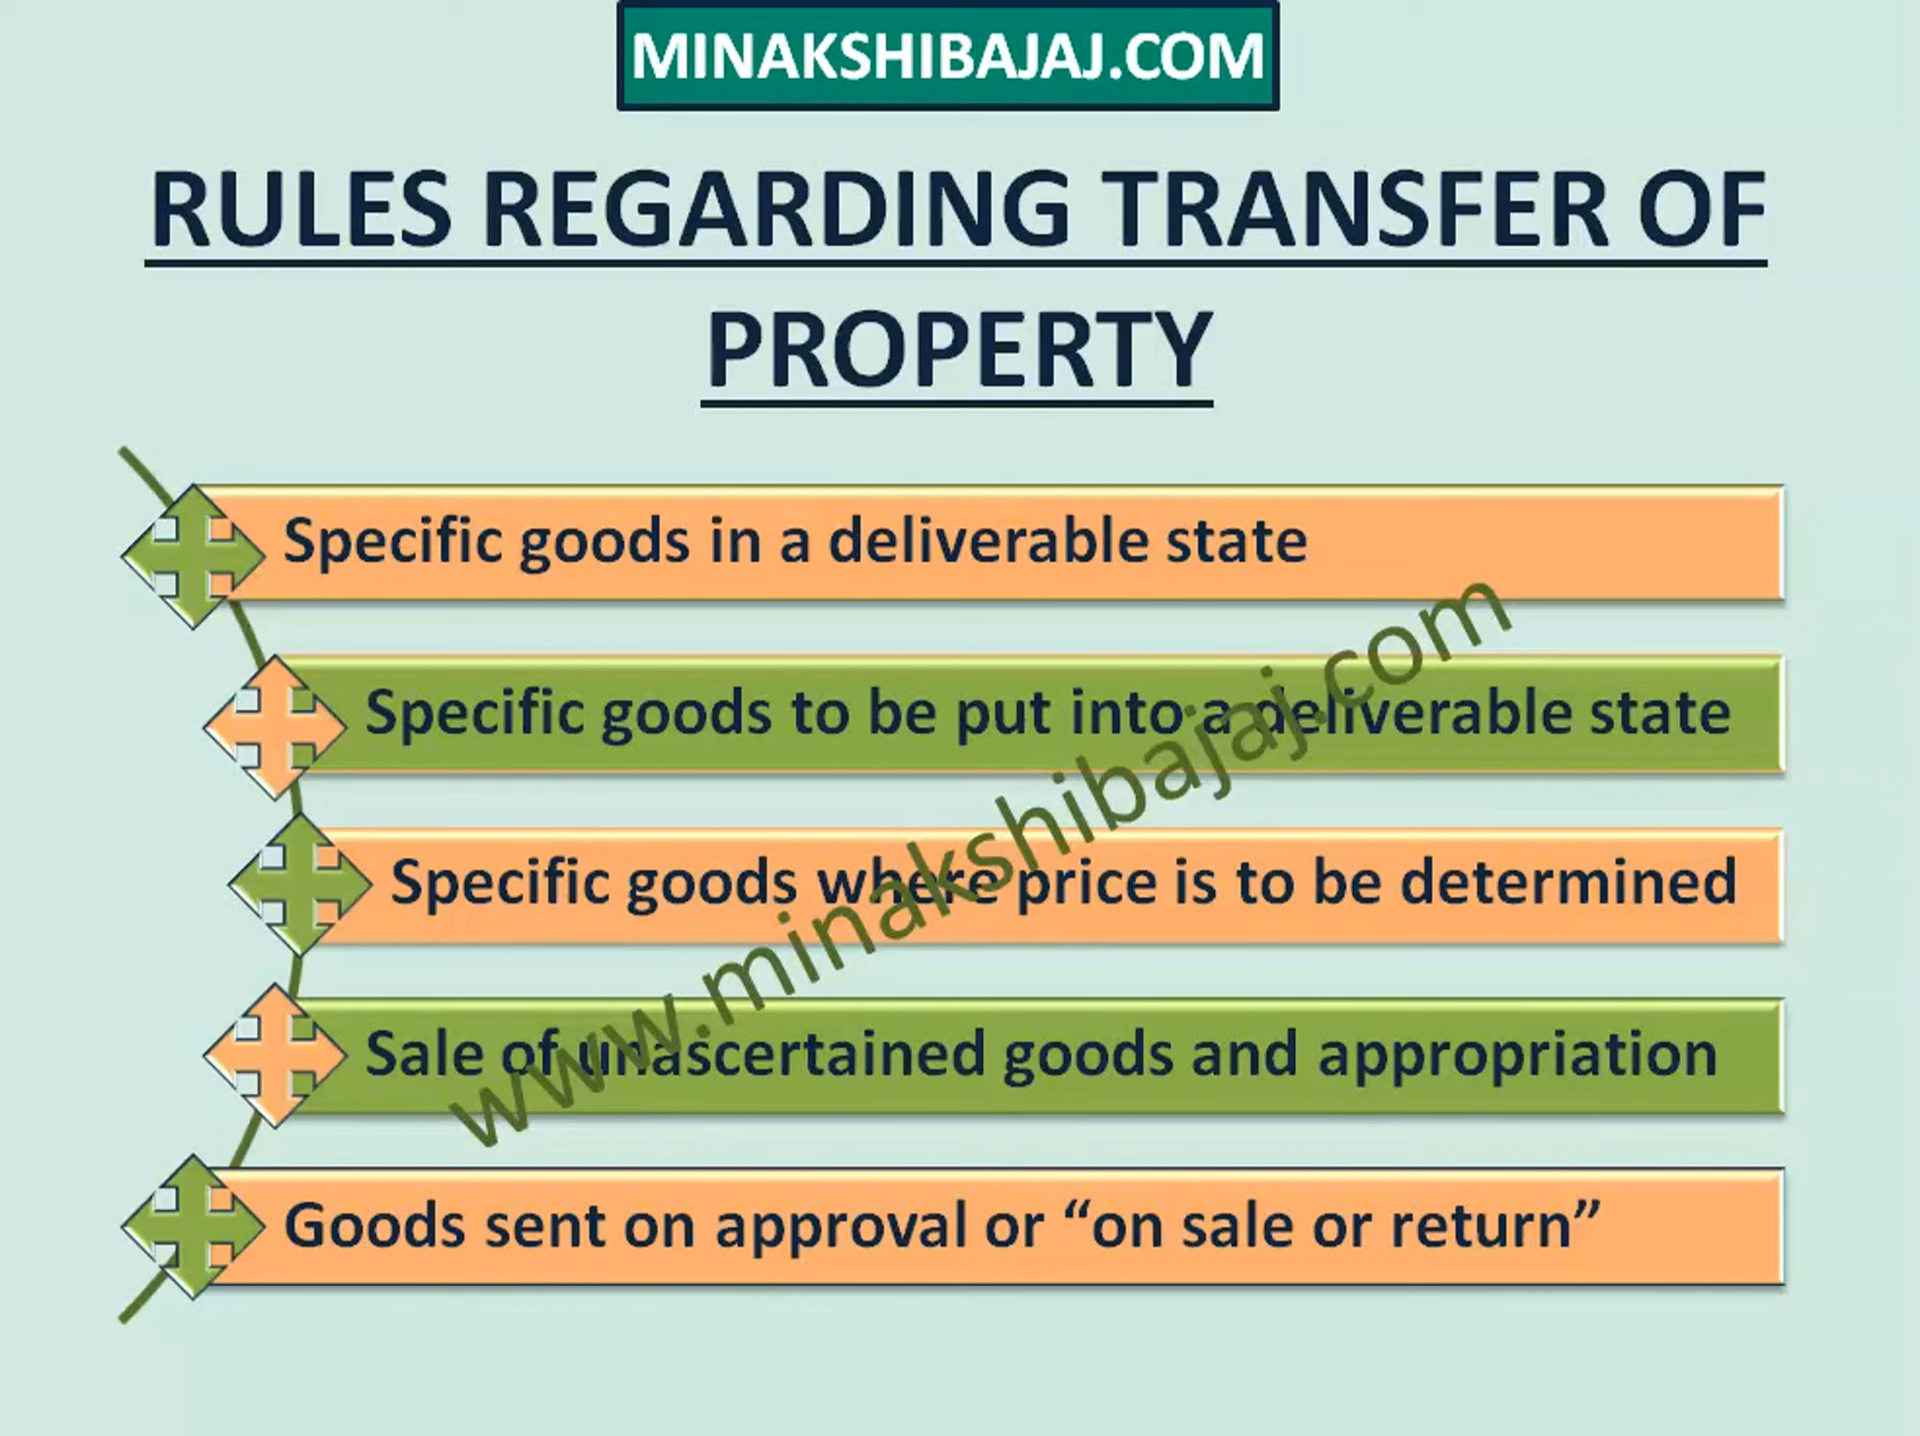 MINAKSHIBAJAJ.COM
RULES REGARDING TRANSFER OF
PROPERTY
Specific goods in a deliverable state
Specific goods to be put into a deliverable state
Specific goods where price is to be determined
Sale of unascertained goods and appropriation
Goods sent on approval or “on sale or return”
www.minakshibajaj.com